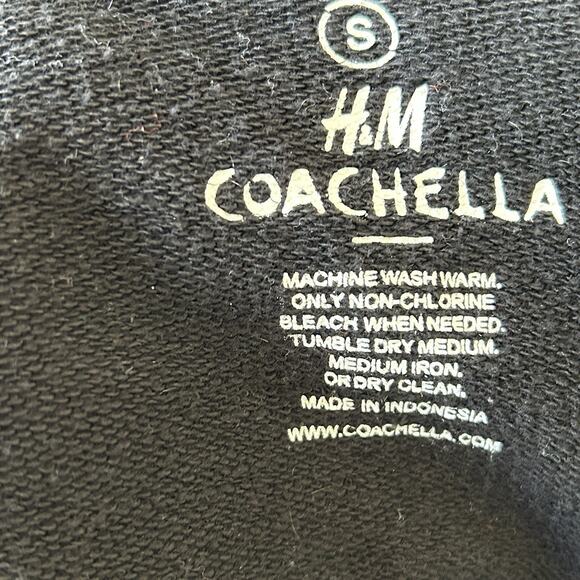 S
H&M
COACHELLA
MACHINE WASH WARM.
ONLY NON-CHLORINE
BLEACH WHEN NEEDED.
TUMBLE DRY MEDIUM.
MEDIUM IRON.
OR DRY CLEAN.
MADE IN INDONESIA
WWW.COACHELLA.COM